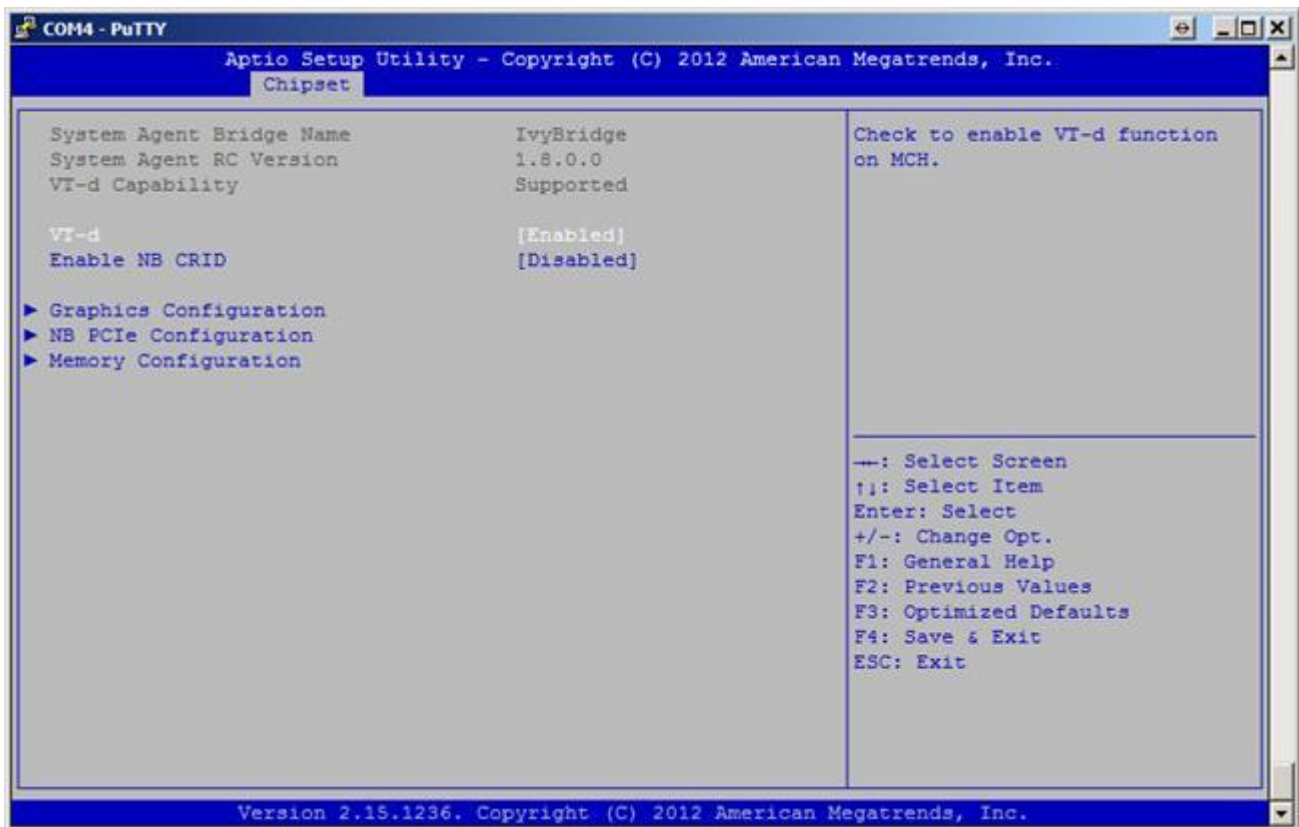 COM4 - PuTTY
Aptio Setup Utility - Copyright (C) 2012 American Megatrends, Inc.
Chipset
System Agent Bridge Name IvyBridge
System Agent RC Version 1.8.0.0
VT-d Capability Supported
VT-d [Enabled]
Enable NB CRID [Disabled]
► Graphics Configuration
► NB PCIe Configuration
► Memory Configuration
Check to enable VT-d function
on MCH.
→←: Select Screen
↑↓: Select Item
Enter: Select
+/-: Change Opt.
F1: General Help
F2: Previous Values
F3: Optimized Defaults
F4: Save & Exit
ESC: Exit
Version 2.15.1236. Copyright (C) 2012 American Megatrends, Inc.